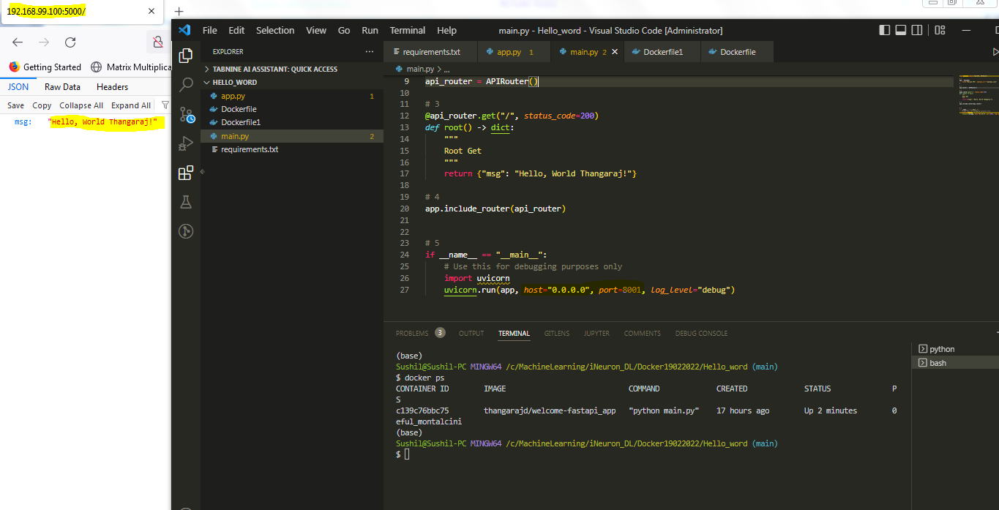 192.168.99.100:5000/
Getting Started
Matrix Multiplica
JSON Raw Data Headers
Save Copy Collapse All Expand All
msg: "Hello, World Thangaraj!"
File Edit Selection View Go Run Terminal Help
main.py - Hello_word - Visual Studio Code [Administrator]
EXPLORER
TABNINE AI ASSISTANT: QUICK ACCESS
HELLO_WORD
app.py 1
Dockerfile
Dockerfile1
main.py 2
requirements.txt
requirements.txt app.py 1 main.py 2 Dockerfile1 Dockerfile
main.py > ...
9 api_router = APIRouter()
10
11 # 3
12 @api_router.get("/", status_code=200)
13 def root() -> dict:
14 """
15 Root Get
16 """
17 return {"msg": "Hello, World Thangaraj!"}
18
19 # 4
20 app.include_router(api_router)
21
22
23 # 5
24 if __name__ == "__main__":
25 # Use this for debugging purposes only
26 import uvicorn
27 uvicorn.run(app, host="0.0.0.0", port=8001, log_level="debug")
PROBLEMS 3 OUTPUT TERMINAL GITLENS JUPYTER COMMENTS DEBUG CONSOLE
(base)
Sushil@Sushil-PC MINGW64 /c/MachineLearning/iNeuron_DL/Docker19022022/Hello_word (main)
$ docker ps
CONTAINER ID IMAGE COMMAND CREATED STATUS P
S
c139c76bbc75 thangarajd/welcome-fastapi_app "python main.py" 17 hours ago Up 2 minutes 0
eful_montalcini
(base)
Sushil@Sushil-PC MINGW64 /c/MachineLearning/iNeuron_DL/Docker19022022/Hello_word (main)
$
python
bash